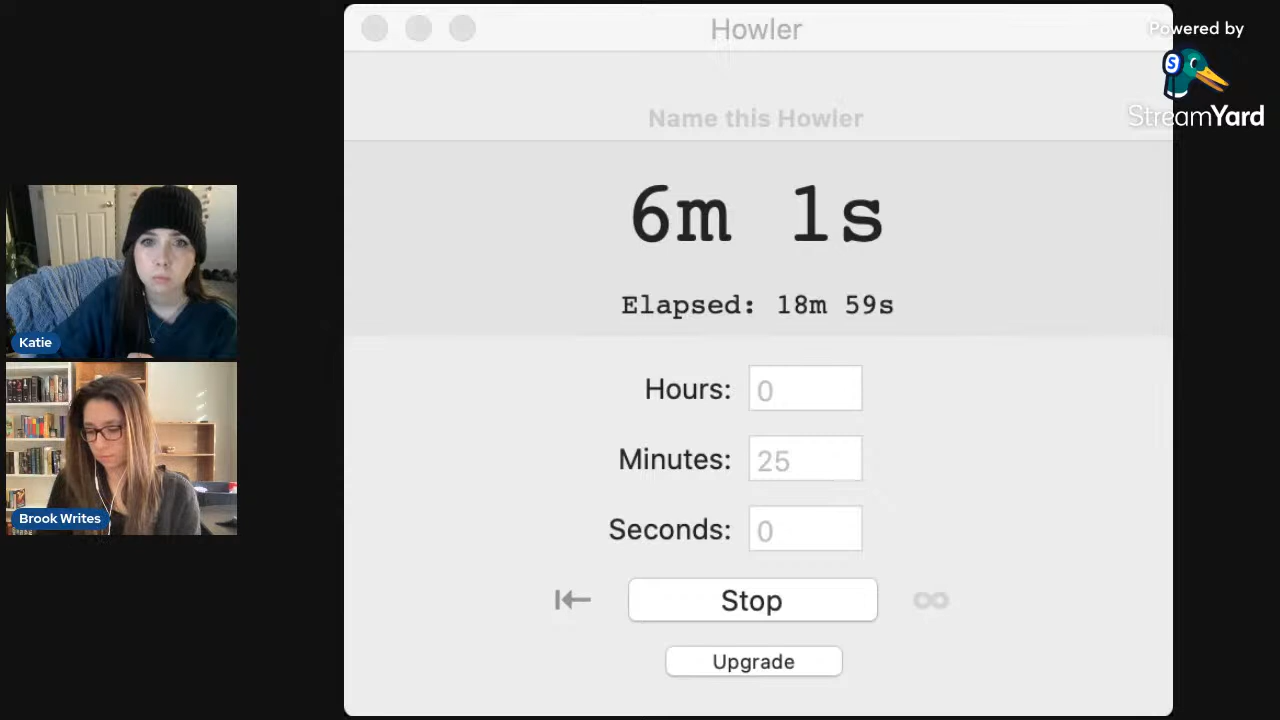 Howler
Powered by
S
StreamYard
Name this Howler
6m 1s
Elapsed: 18m 59s
Hours: 0
Minutes: 25
Seconds: 0
Stop
Upgrade
Katie
Brook Writes